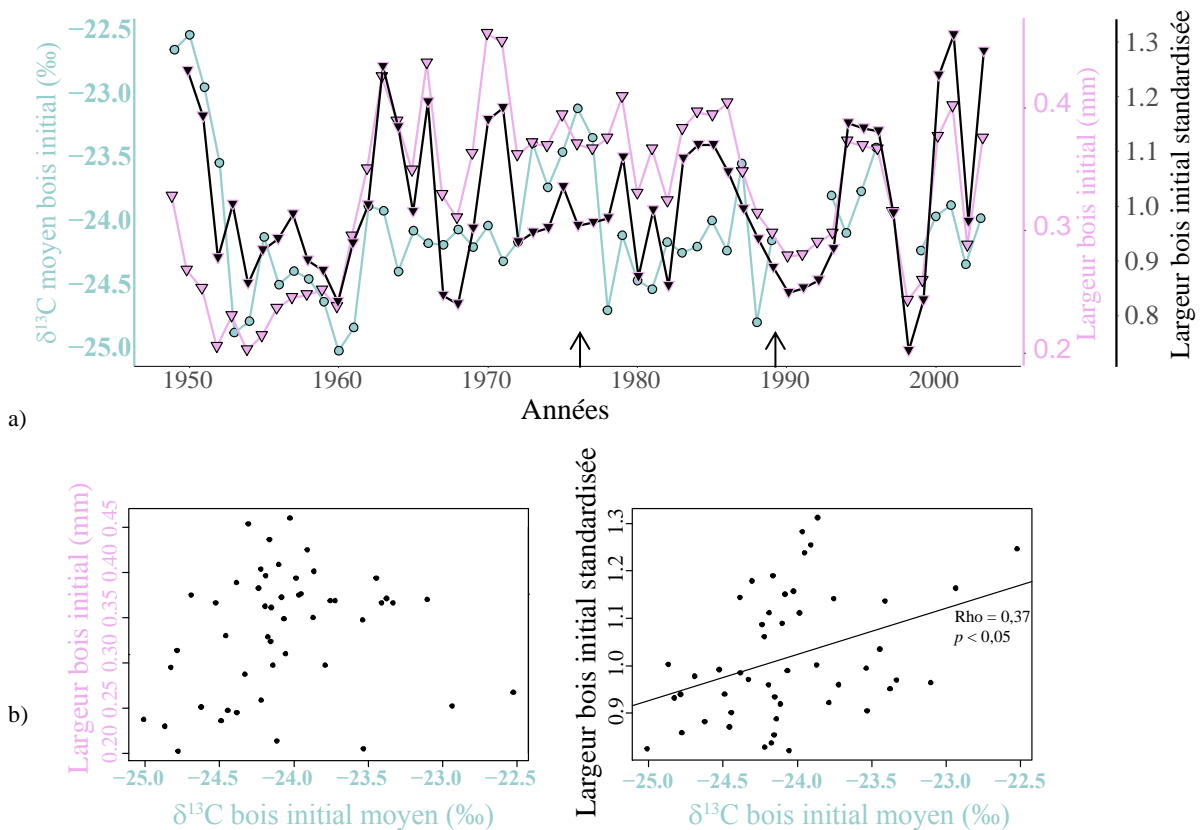 δ¹³C moyen bois initial (‰)
−22.5
−23.0
−23.5
−24.0
−24.5
−25.0
0.4
0.3
0.2
Largeur bois initial (mm)
1.3
1.2
1.1
1.0
0.9
0.8
Largeur bois initial standardisée
1950 1960 1970 1980 1990 2000
Années
a)
Largeur bois initial (mm)
0.20 0.25 0.30 0.35 0.40 0.45
−25.0 −24.5 −24.0 −23.5 −23.0 −22.5
δ¹³C bois initial moyen (‰)
Largeur bois initial standardisée
0.9 1.0 1.1 1.2 1.3
Rho = 0,37
p < 0,05
−25.0 −24.5 −24.0 −23.5 −23.0 −22.5
δ¹³C bois initial moyen (‰)
b)